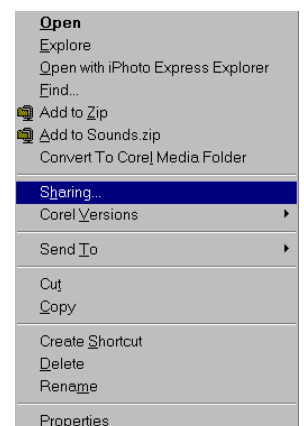 Open
Explore
Open with iPhoto Express Explorer
Find...
Add to Zip
Add to Sounds.zip
Convert To Corel Media Folder
Sharing...
Corel Versions
Send To
Cut
Copy
Create Shortcut
Delete
Rename
Properties